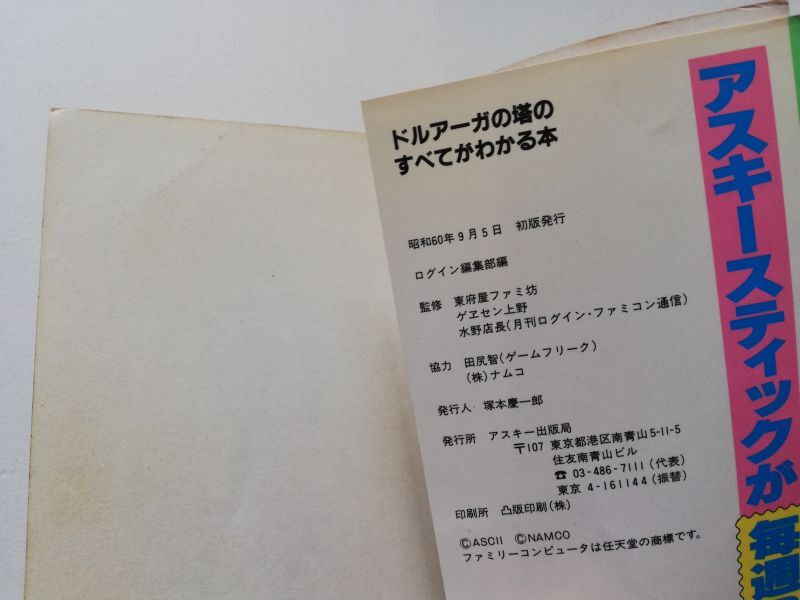 ドルアーガの塔の
すべてがわかる本
昭和60年9月5日 初版発行
ログイン編集部編
監修 東府屋ファミ坊
ゲヱセン上野
水野店長(月刊ログイン・ファミコン通信)
協力 田尻智(ゲームフリーク)
(株)ナムコ
発行人 塚本慶一郎
発行所 アスキー出版局
〒107 東京都港区南青山5-11-5
住友南青山ビル
☎ 03-486-7111(代表)
東京 4-161144(振替)
印刷所 凸版印刷(株)
©ASCII ©NAMCO
ファミリーコンピュータは任天堂の商標です。
アスキースティックが
毎週